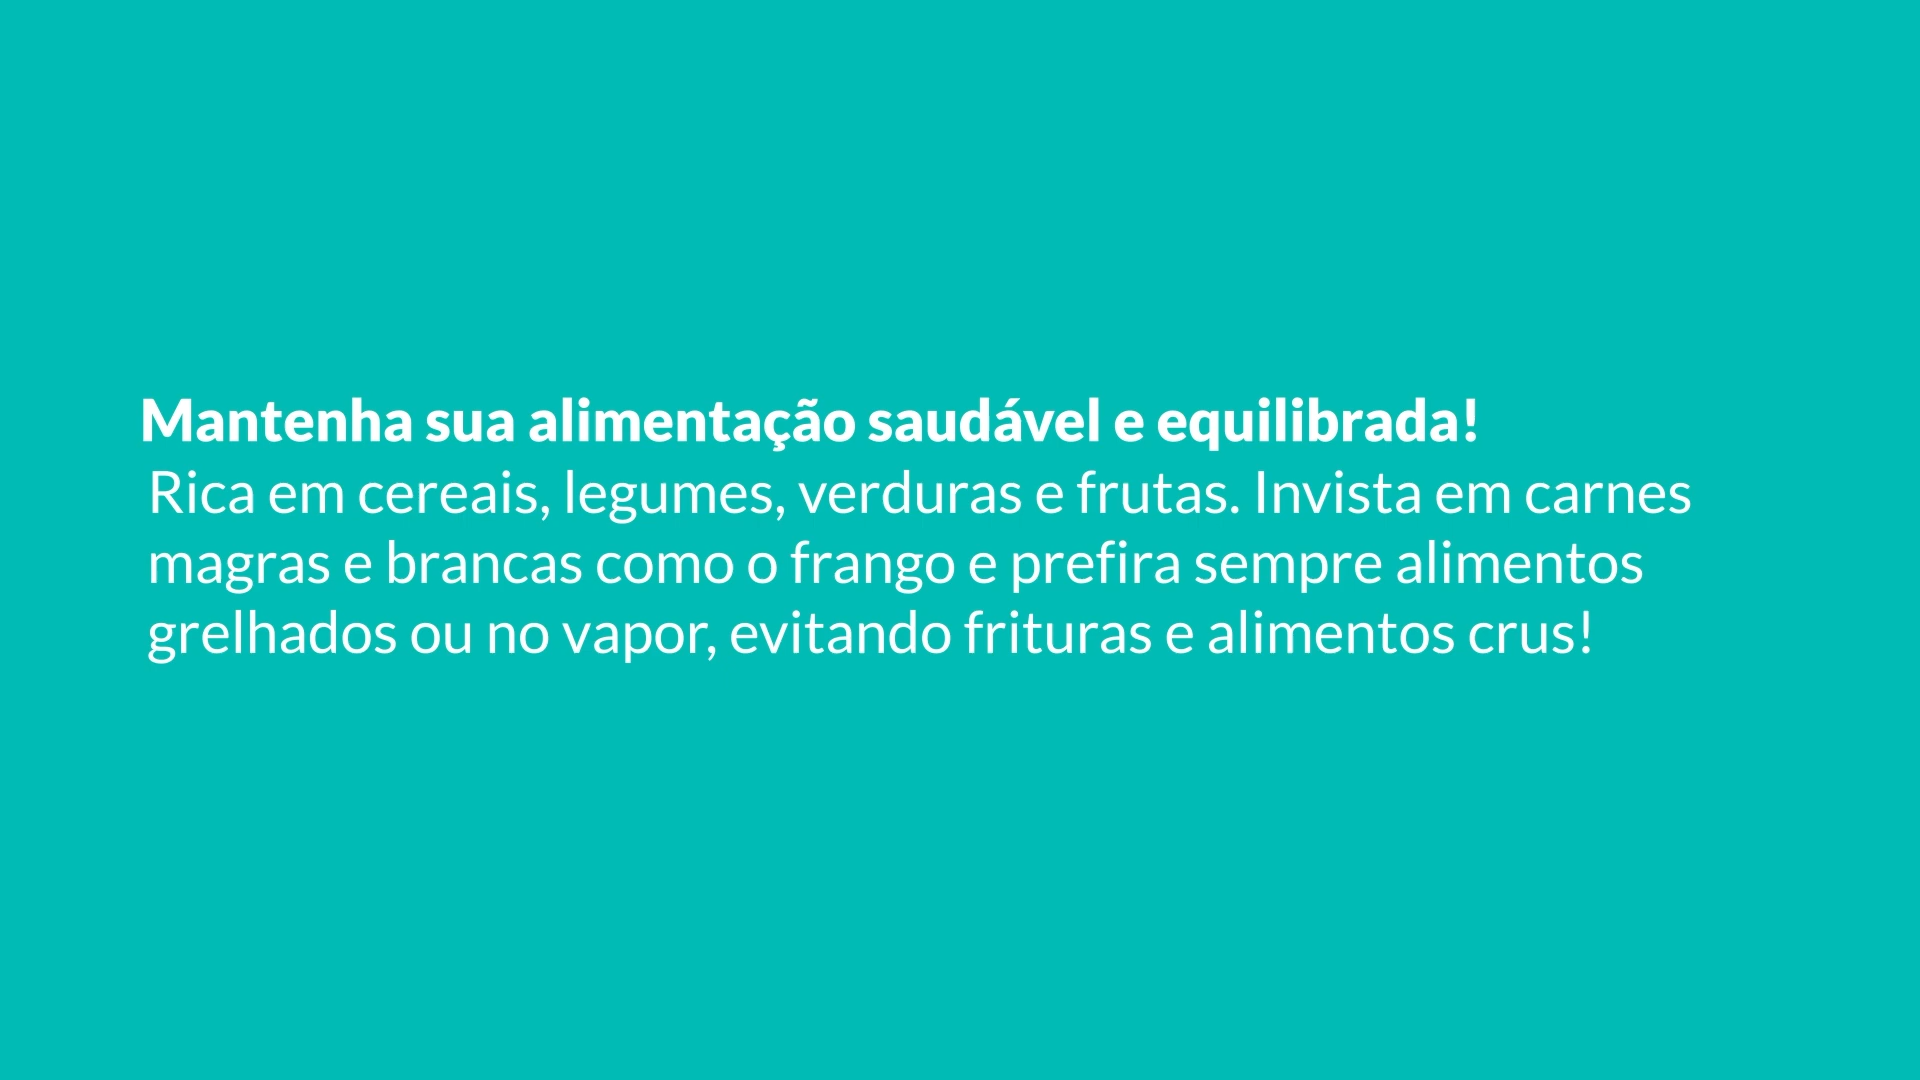 Mantenha sua alimentação saudável e equilibrada!
Rica em cereais, legumes, verduras e frutas. Invista em carnes
magras e brancas como o frango e prefira sempre alimentos
grelhados ou no vapor, evitando frituras e alimentos crus!